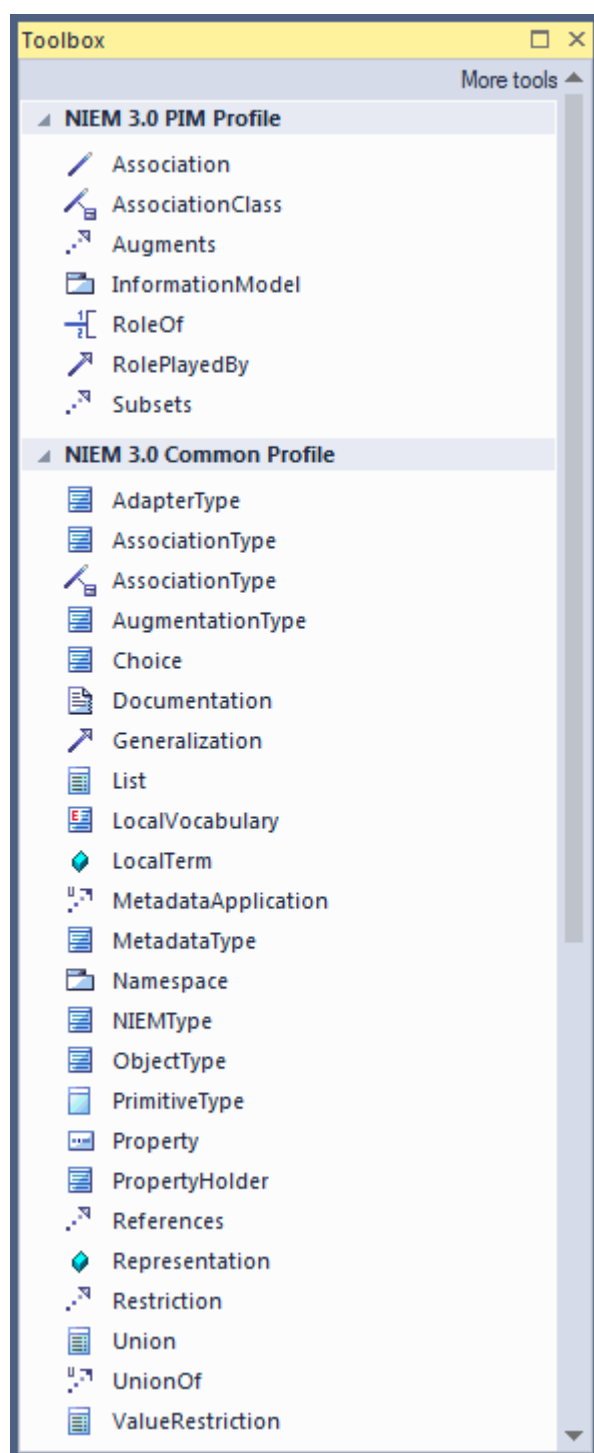 Toolbox
More tools
NIEM 3.0 PIM Profile
Association
AssociationClass
Augments
InformationModel
RoleOf
RolePlayedBy
Subsets
NIEM 3.0 Common Profile
AdapterType
AssociationType
AssociationType
AugmentationType
Choice
Documentation
Generalization
List
LocalVocabulary
LocalTerm
MetadataApplication
MetadataType
Namespace
NIEMType
ObjectType
PrimitiveType
Property
PropertyHolder
References
Representation
Restriction
Union
UnionOf
ValueRestriction